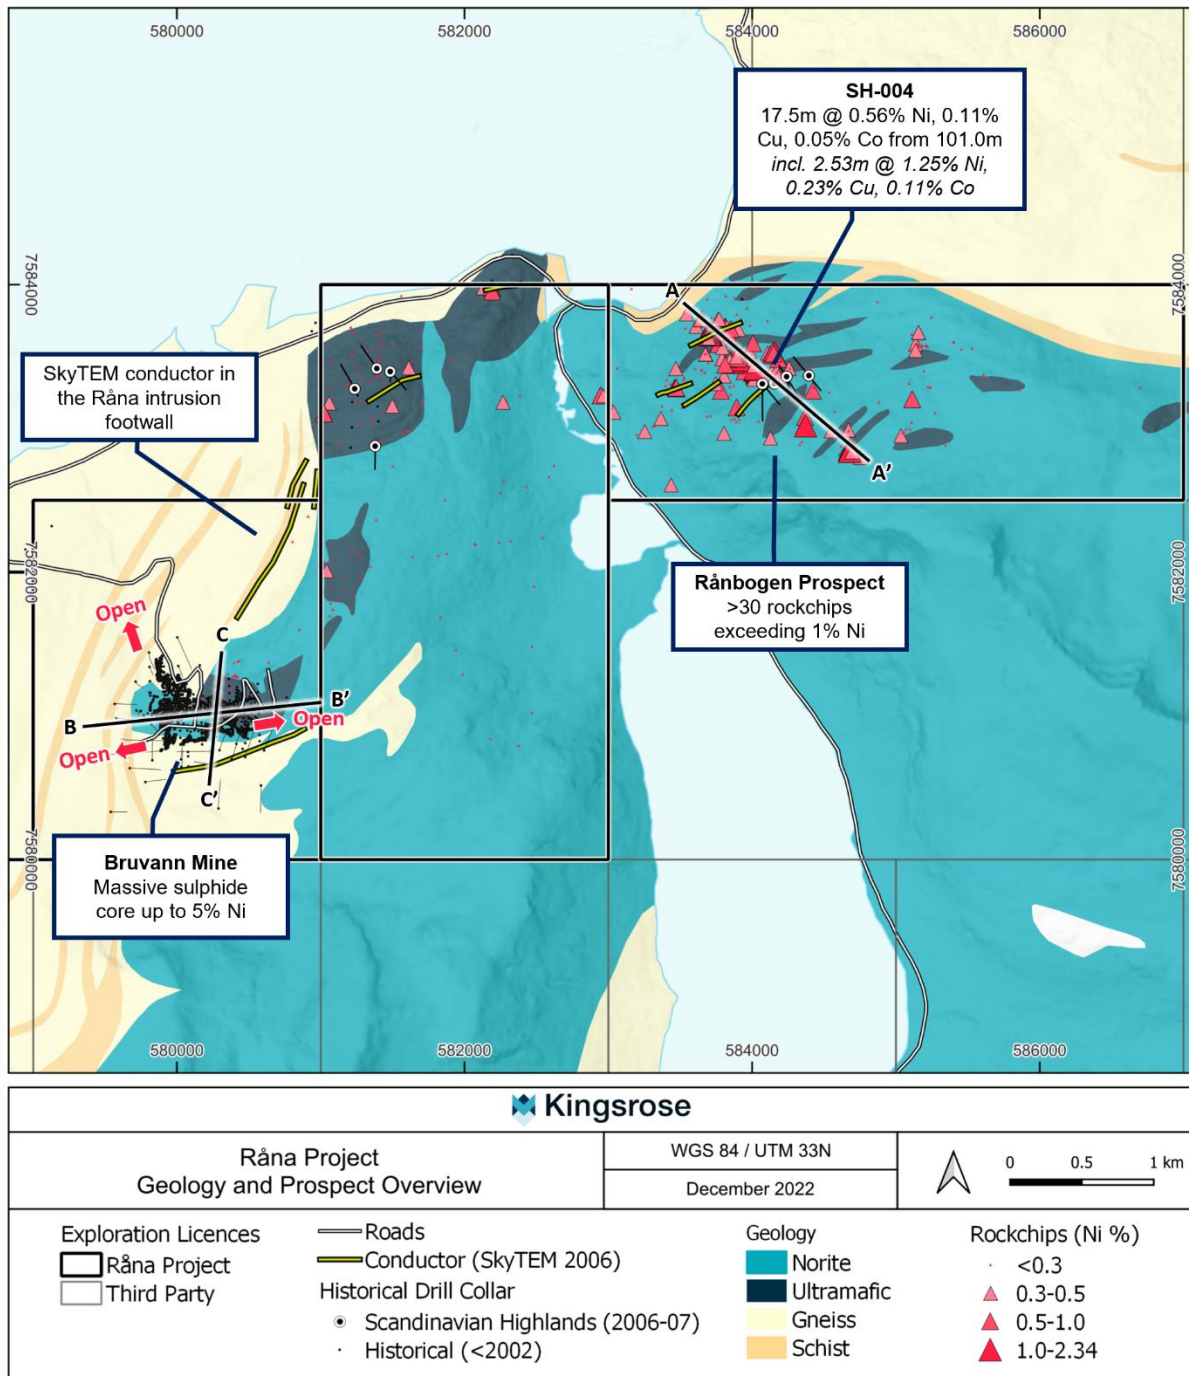 580000
582000
584000
586000
SH-004
17.5m @ 0.56% Ni, 0.11%
Cu, 0.05% Co from 101.0m
incl. 2.53m @ 1.25% Ni,
0.23% Cu, 0.11% Co
7584000
7584000
A
SkyTEM conductor in
the Råna intrusion
footwall
A'
7582000
7582000
Rånbogen Prospect
>30 rockchips
exceeding 1% Ni
Open
C
B
B'
Open
Open
C'
Bruvann Mine
Massive sulphide
core up to 5% Ni
7580000
7580000
580000
582000
584000
586000
Kingsrose
Råna Project
Geology and Prospect Overview
WGS 84 / UTM 33N
December 2022
0 0.5 1 km
Exploration Licences
Råna Project
Third Party
Roads
Conductor (SkyTEM 2006)
Historical Drill Collar
Scandinavian Highlands (2006-07)
Historical (<2002)
Geology
Norite
Ultramafic
Gneiss
Schist
Rockchips (Ni %)
<0.3
0.3-0.5
0.5-1.0
1.0-2.34